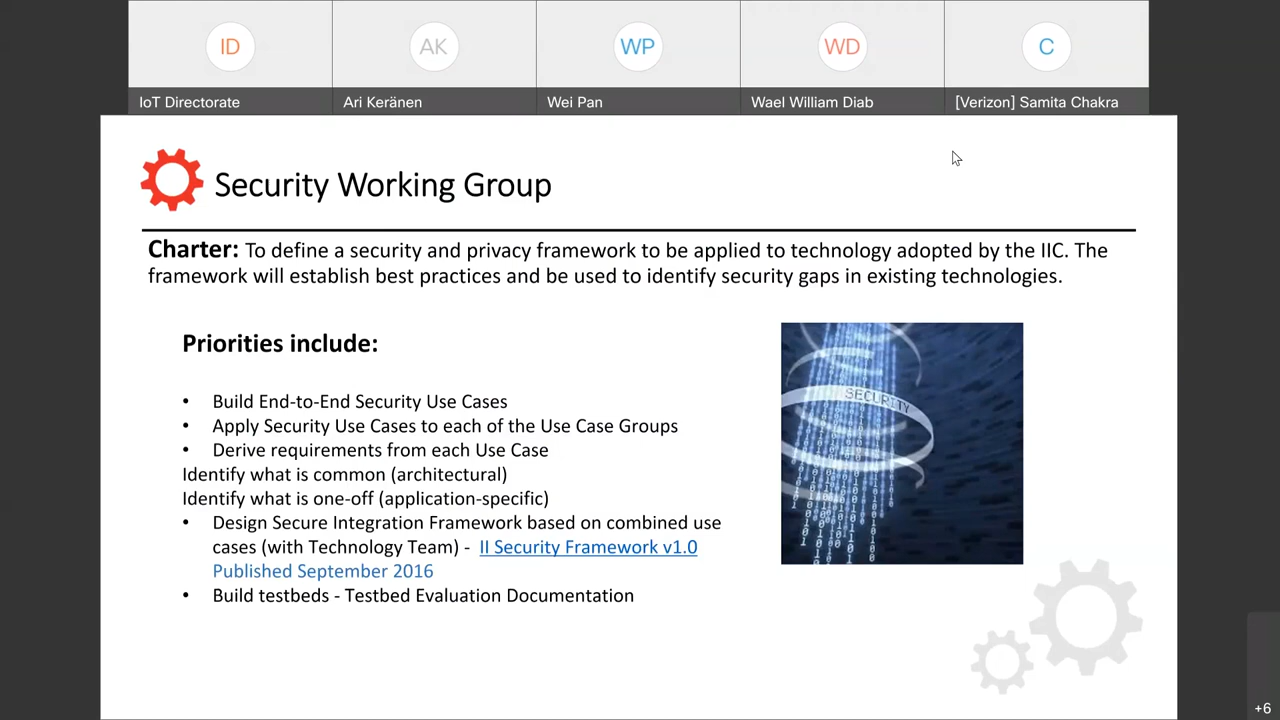 ID
AK
WP
WD
C
IoT Directorate
Ari Keränen
Wei Pan
Wael William Diab
[Verizon] Samita Chakra
Security Working Group
Charter: To define a security and privacy framework to be applied to technology adopted by the IIC. The
framework will establish best practices and be used to identify security gaps in existing technologies.
Priorities include:
• Build End-to-End Security Use Cases
• Apply Security Use Cases to each of the Use Case Groups
• Derive requirements from each Use Case
Identify what is common (architectural)
Identify what is one-off (application-specific)
• Design Secure Integration Framework based on combined use
cases (with Technology Team) - II Security Framework v1.0
Published September 2016
• Build testbeds - Testbed Evaluation Documentation
SECURITY
+6